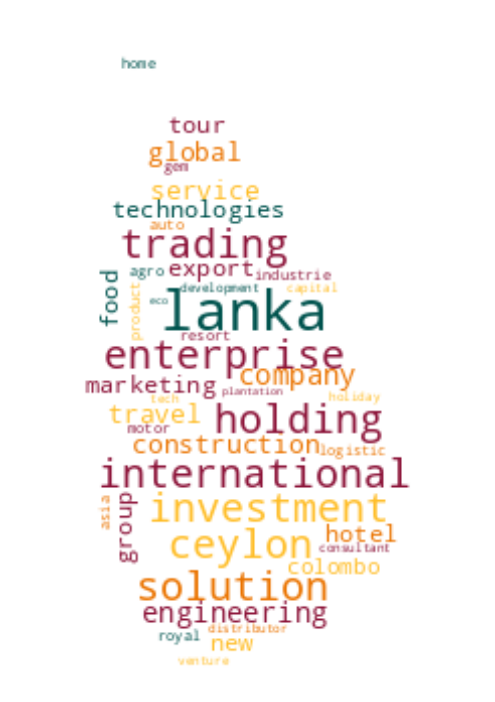 home
tour
global
gem
service
technologies
auto
trading
export
agro
industrie
food
product
development
capital
eco
lanka
resort
enterprise
company
marketing
plantation
tech
holiday
travel
holding
motor
construction
logistic
international
asia
group
investment
hotel
ceylon
consultant
colombo
solution
engineering
distributor
royal
new
venture